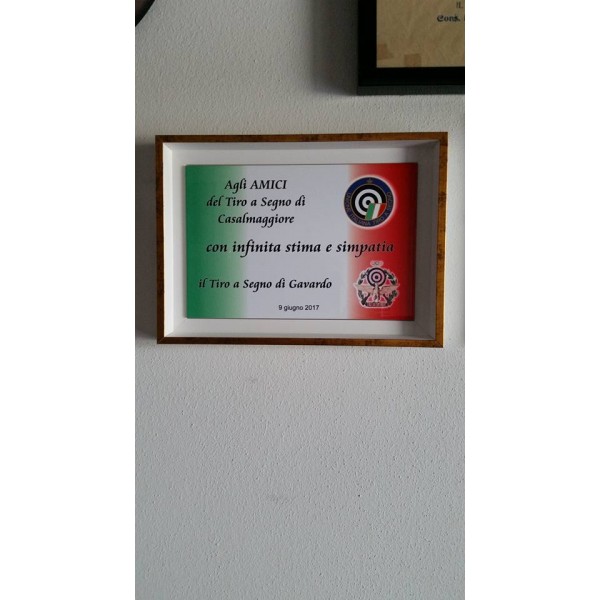 IL
Agli AMICI
del Tiro a Segno di
Casalmaggiore
con infinita stima e simpatia
il Tiro a Segno di Gavardo
9 giugno 2017